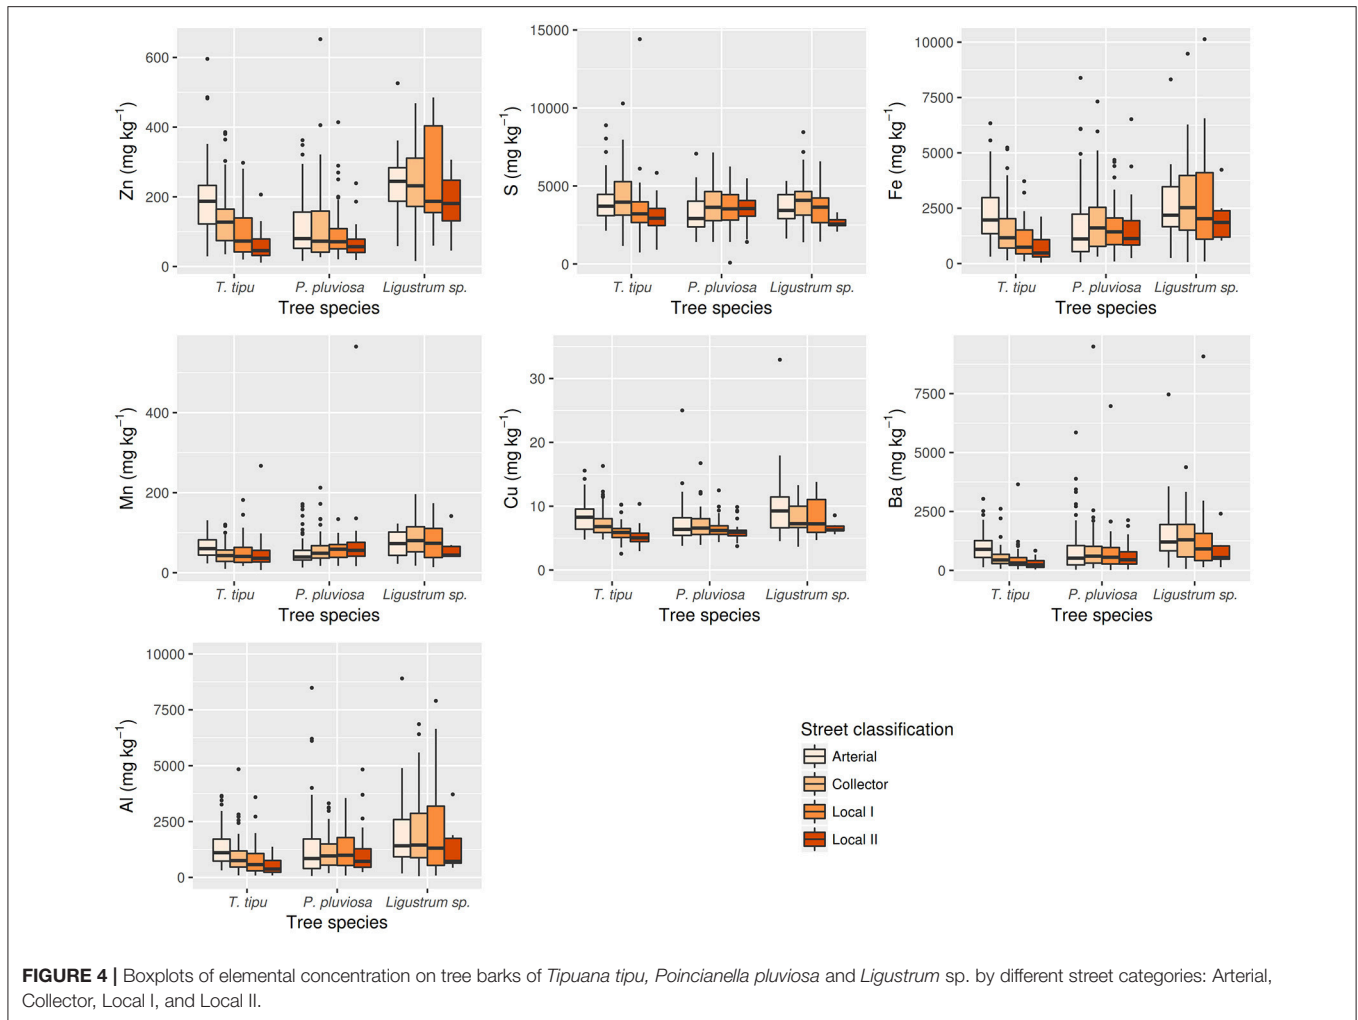 600
400
200
0
Zn (mg kg⁻¹)
T. tipu P. pluviosa Ligustrum sp.
Tree species
15000
10000
5000
0
S (mg kg⁻¹)
T. tipu P. pluviosa Ligustrum sp.
Tree species
10000
7500
5000
2500
0
Fe (mg kg⁻¹)
T. tipu P. pluviosa Ligustrum sp.
Tree species
400
200
0
Mn (mg kg⁻¹)
T. tipu P. pluviosa Ligustrum sp.
Tree species
30
20
10
0
Cu (mg kg⁻¹)
T. tipu P. pluviosa Ligustrum sp.
Tree species
7500
5000
2500
0
Ba (mg kg⁻¹)
T. tipu P. pluviosa Ligustrum sp.
Tree species
10000
7500
5000
2500
0
Al (mg kg⁻¹)
T. tipu P. pluviosa Ligustrum sp.
Tree species
Street classification
Arterial
Collector
Local I
Local II
FIGURE 4 | Boxplots of elemental concentration on tree barks of Tipuana tipu, Poincianella pluviosa and Ligustrum sp. by different street categories: Arterial,
Collector, Local I, and Local II.